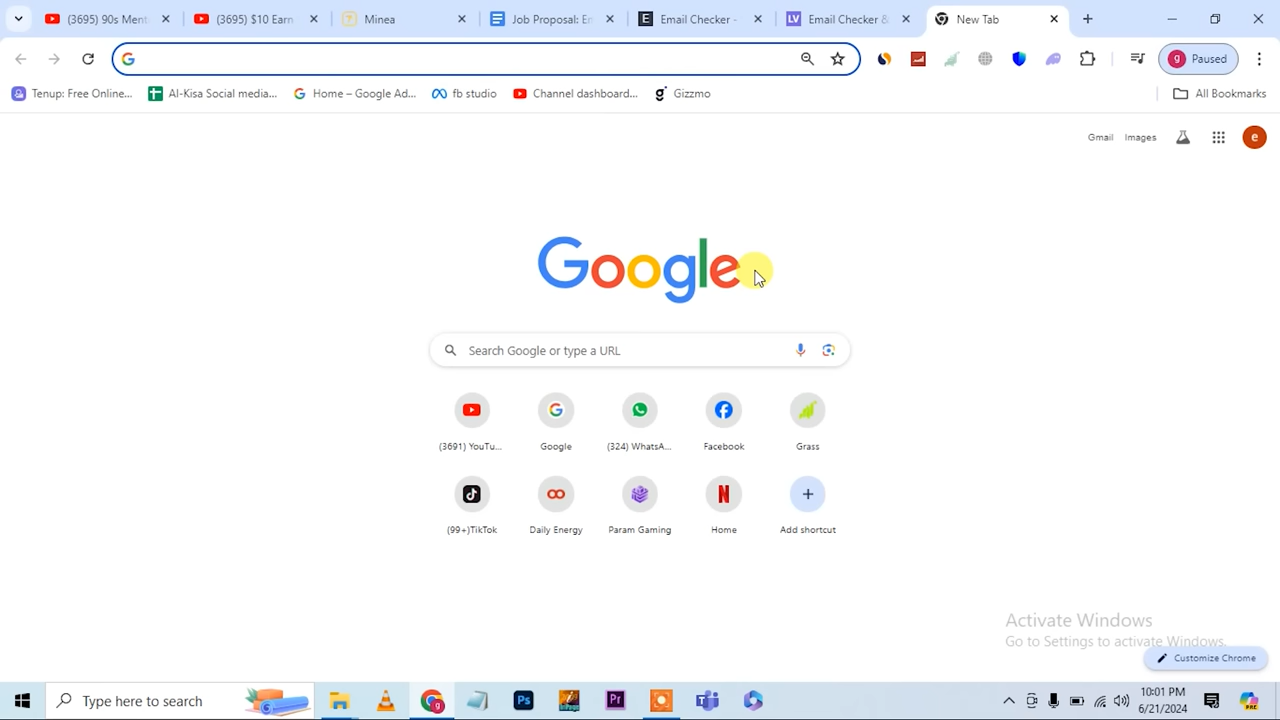 (3695) 90s Ment
(3695) $10 Earn
Minea
Job Proposal: Em
Email Checker -
LV Email Checker &
New Tab
g Paused
Tenup: Free Online...
Al-Kisa Social media...
Home – Google Ad...
fb studio
Channel dashboard...
Gizzmo
All Bookmarks
Gmail Images
e
Google
Search Google or type a URL
(3691) YouTu...
Google
(324) WhatsA...
Facebook
Grass
(99+)TikTok
Daily Energy
Param Gaming
Home
Add shortcut
Activate Windows
Go to Settings to activate Windows.
Customize Chrome
Type here to search
Ps
Pr
10:01 PM
6/21/2024